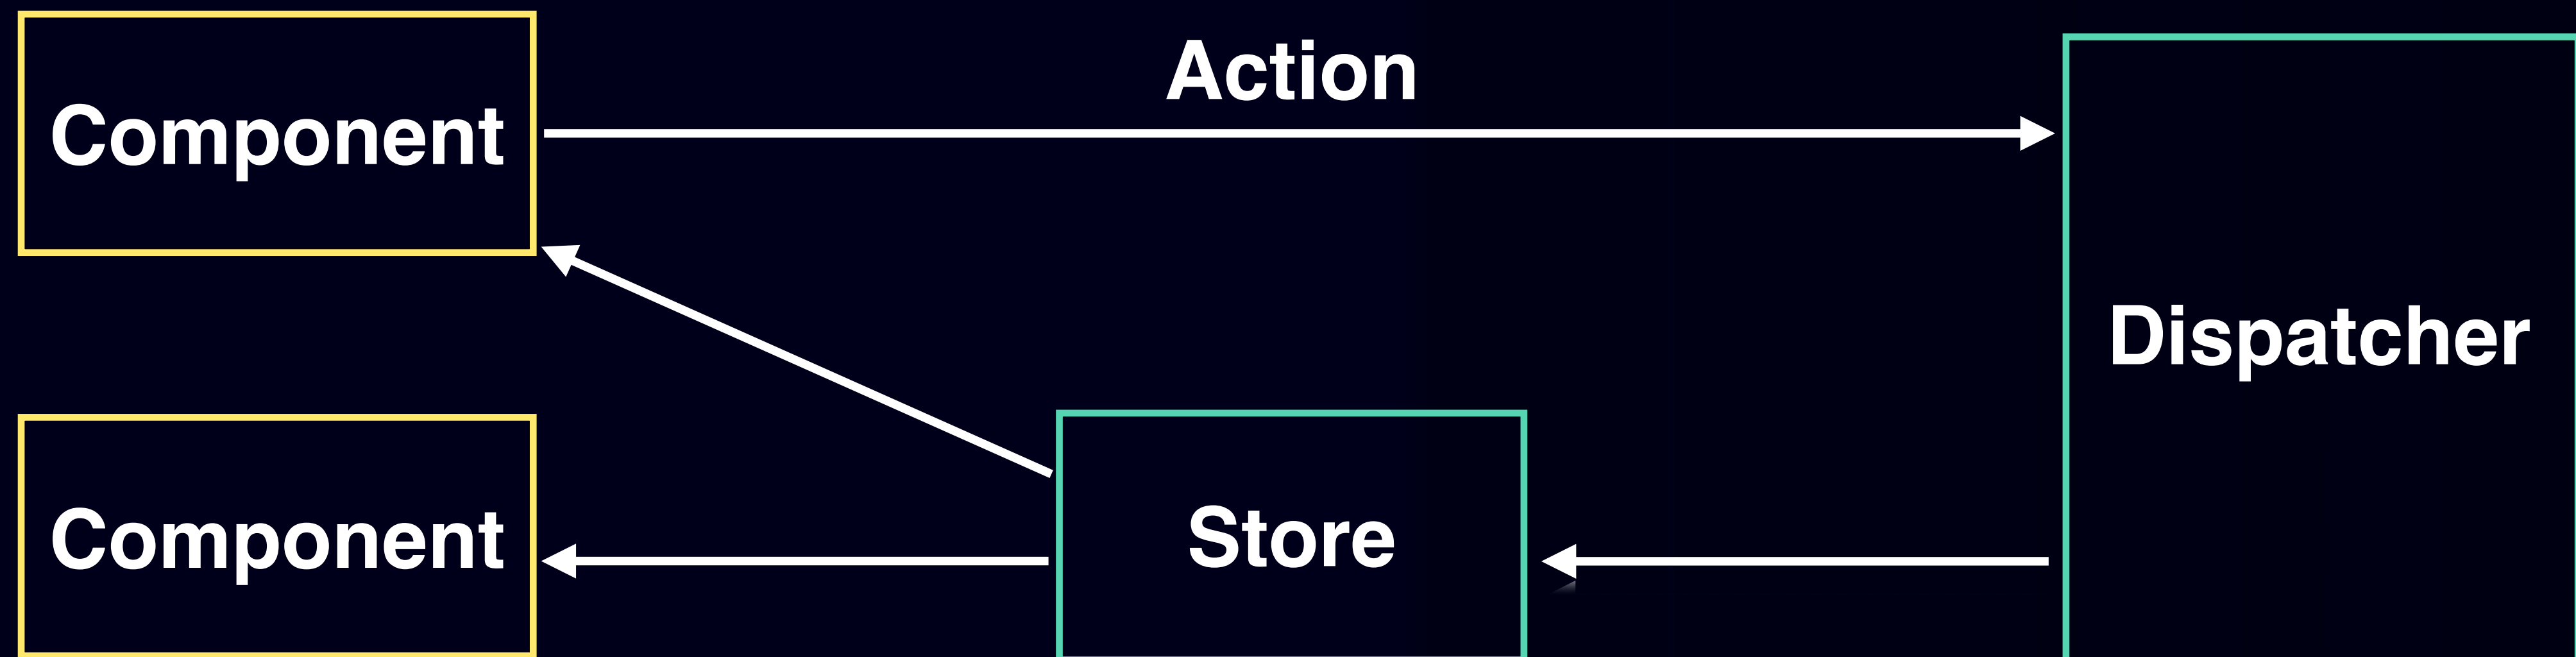 Action
Component
Dispatcher
Component
Store